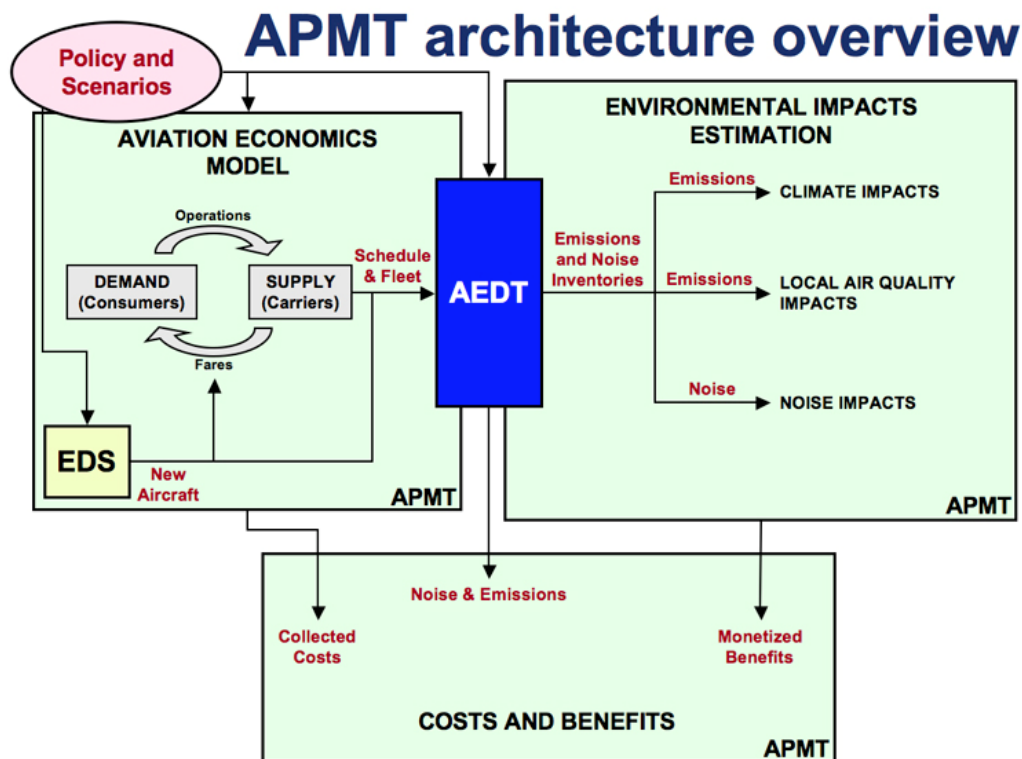 APMT architecture overview
Policy and
Scenarios
AVIATION ECONOMICS
MODEL
Operations
DEMAND
(Consumers)
SUPPLY
(Carriers)
Fares
Schedule
& Fleet
EDS
New
Aircraft
APMT
AEDT
ENVIRONMENTAL IMPACTS
ESTIMATION
Emissions
and Noise
Inventories
Emissions
CLIMATE IMPACTS
Emissions
LOCAL AIR QUALITY
IMPACTS
Noise
NOISE IMPACTS
APMT
Noise & Emissions
Collected
Costs
Monetized
Benefits
COSTS AND BENEFITS
APMT